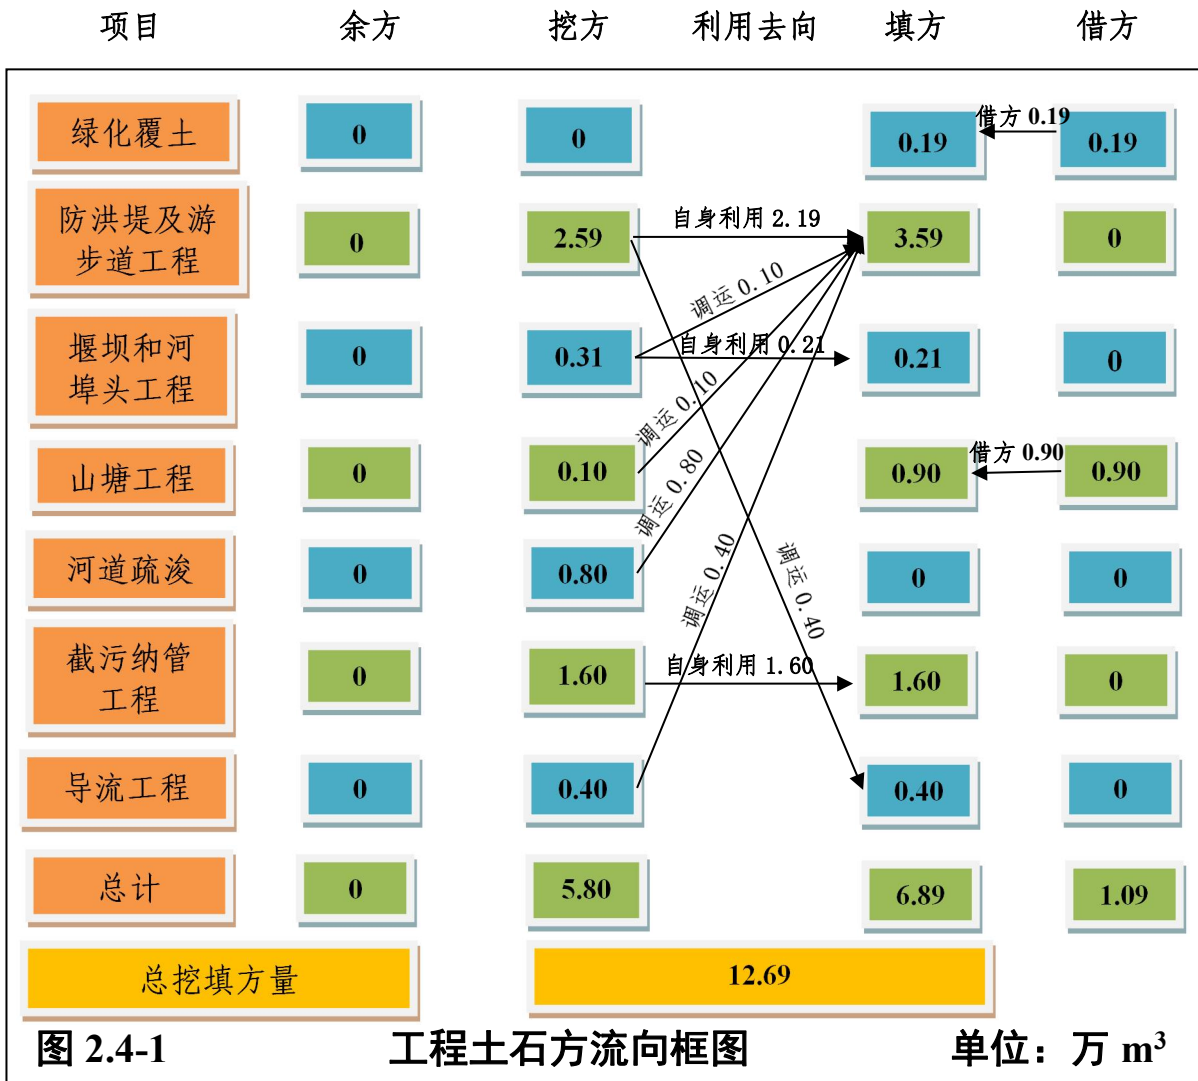 项目 余方 挖方 利用去向 填方 借方
绿化覆土 0 0 0.19 借方 0.19 0.19
防洪堤及游
步道工程 0 2.59 自身利用 2.19 3.59 0
调运 0.10
堰坝和河
埠头工程 0 0.31 自身利用 0.21 0.21 0
调运 0.10
山塘工程 0 0.10 0.90 借方 0.90 0.90
调运 0.80
河道疏浚 0 0.80 0 0
调运 0.40
调运 0.40
截污纳管
工程 0 1.60 自身利用 1.60 1.60 0
导流工程 0 0.40 0.40 0
总计 0 5.80 6.89 1.09
总挖填方量 12.69
图 2.4-1 工程土石方流向框图 单位：万 m³